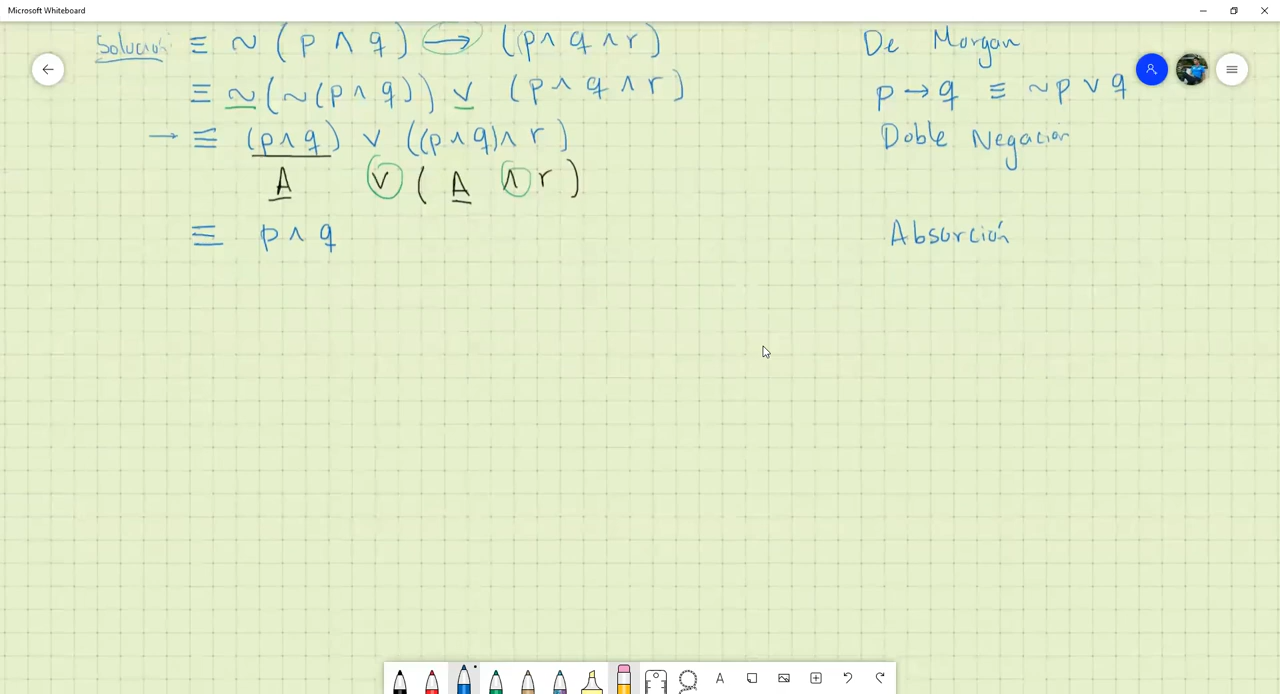 Microsoft Whiteboard
Solución ≡ ~ ( p ∧ q ) → (p ∧ q ∧ r) De Morgan
≡ ~(~(p ∧ q)) ∨ (p ∧ q ∧ r) p → q ≡ ~p ∨ q
→ ≡ (p ∧ q) ∨ ((p ∧ q) ∧ r) Doble Negación
A ∨ ( A ∧ r )
≡ p ∧ q Absorción
A